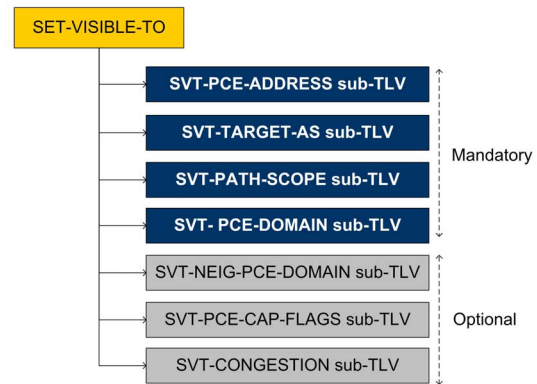 SET-VISIBLE-TO
SVT-PCE-ADDRESS sub-TLV
SVT-TARGET-AS sub-TLV
Mandatory
SVT-PATH-SCOPE sub-TLV
SVT- PCE-DOMAIN sub-TLV
SVT-NEIG-PCE-DOMAIN sub-TLV
SVT-PCE-CAP-FLAGS sub-TLV
Optional
SVT-CONGESTION sub-TLV